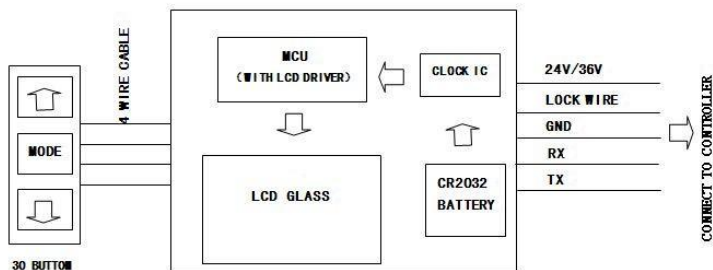 4 WIRE CABLE
MCU
(WITH LCD DRIVER)
CLOCK IC
24V/36V
LOCK WIRE
GND
RX
TX
CONNECT TO CONTROLLER
MODE
LCD GLASS
CR2032
BATTERY
30 BUTTON